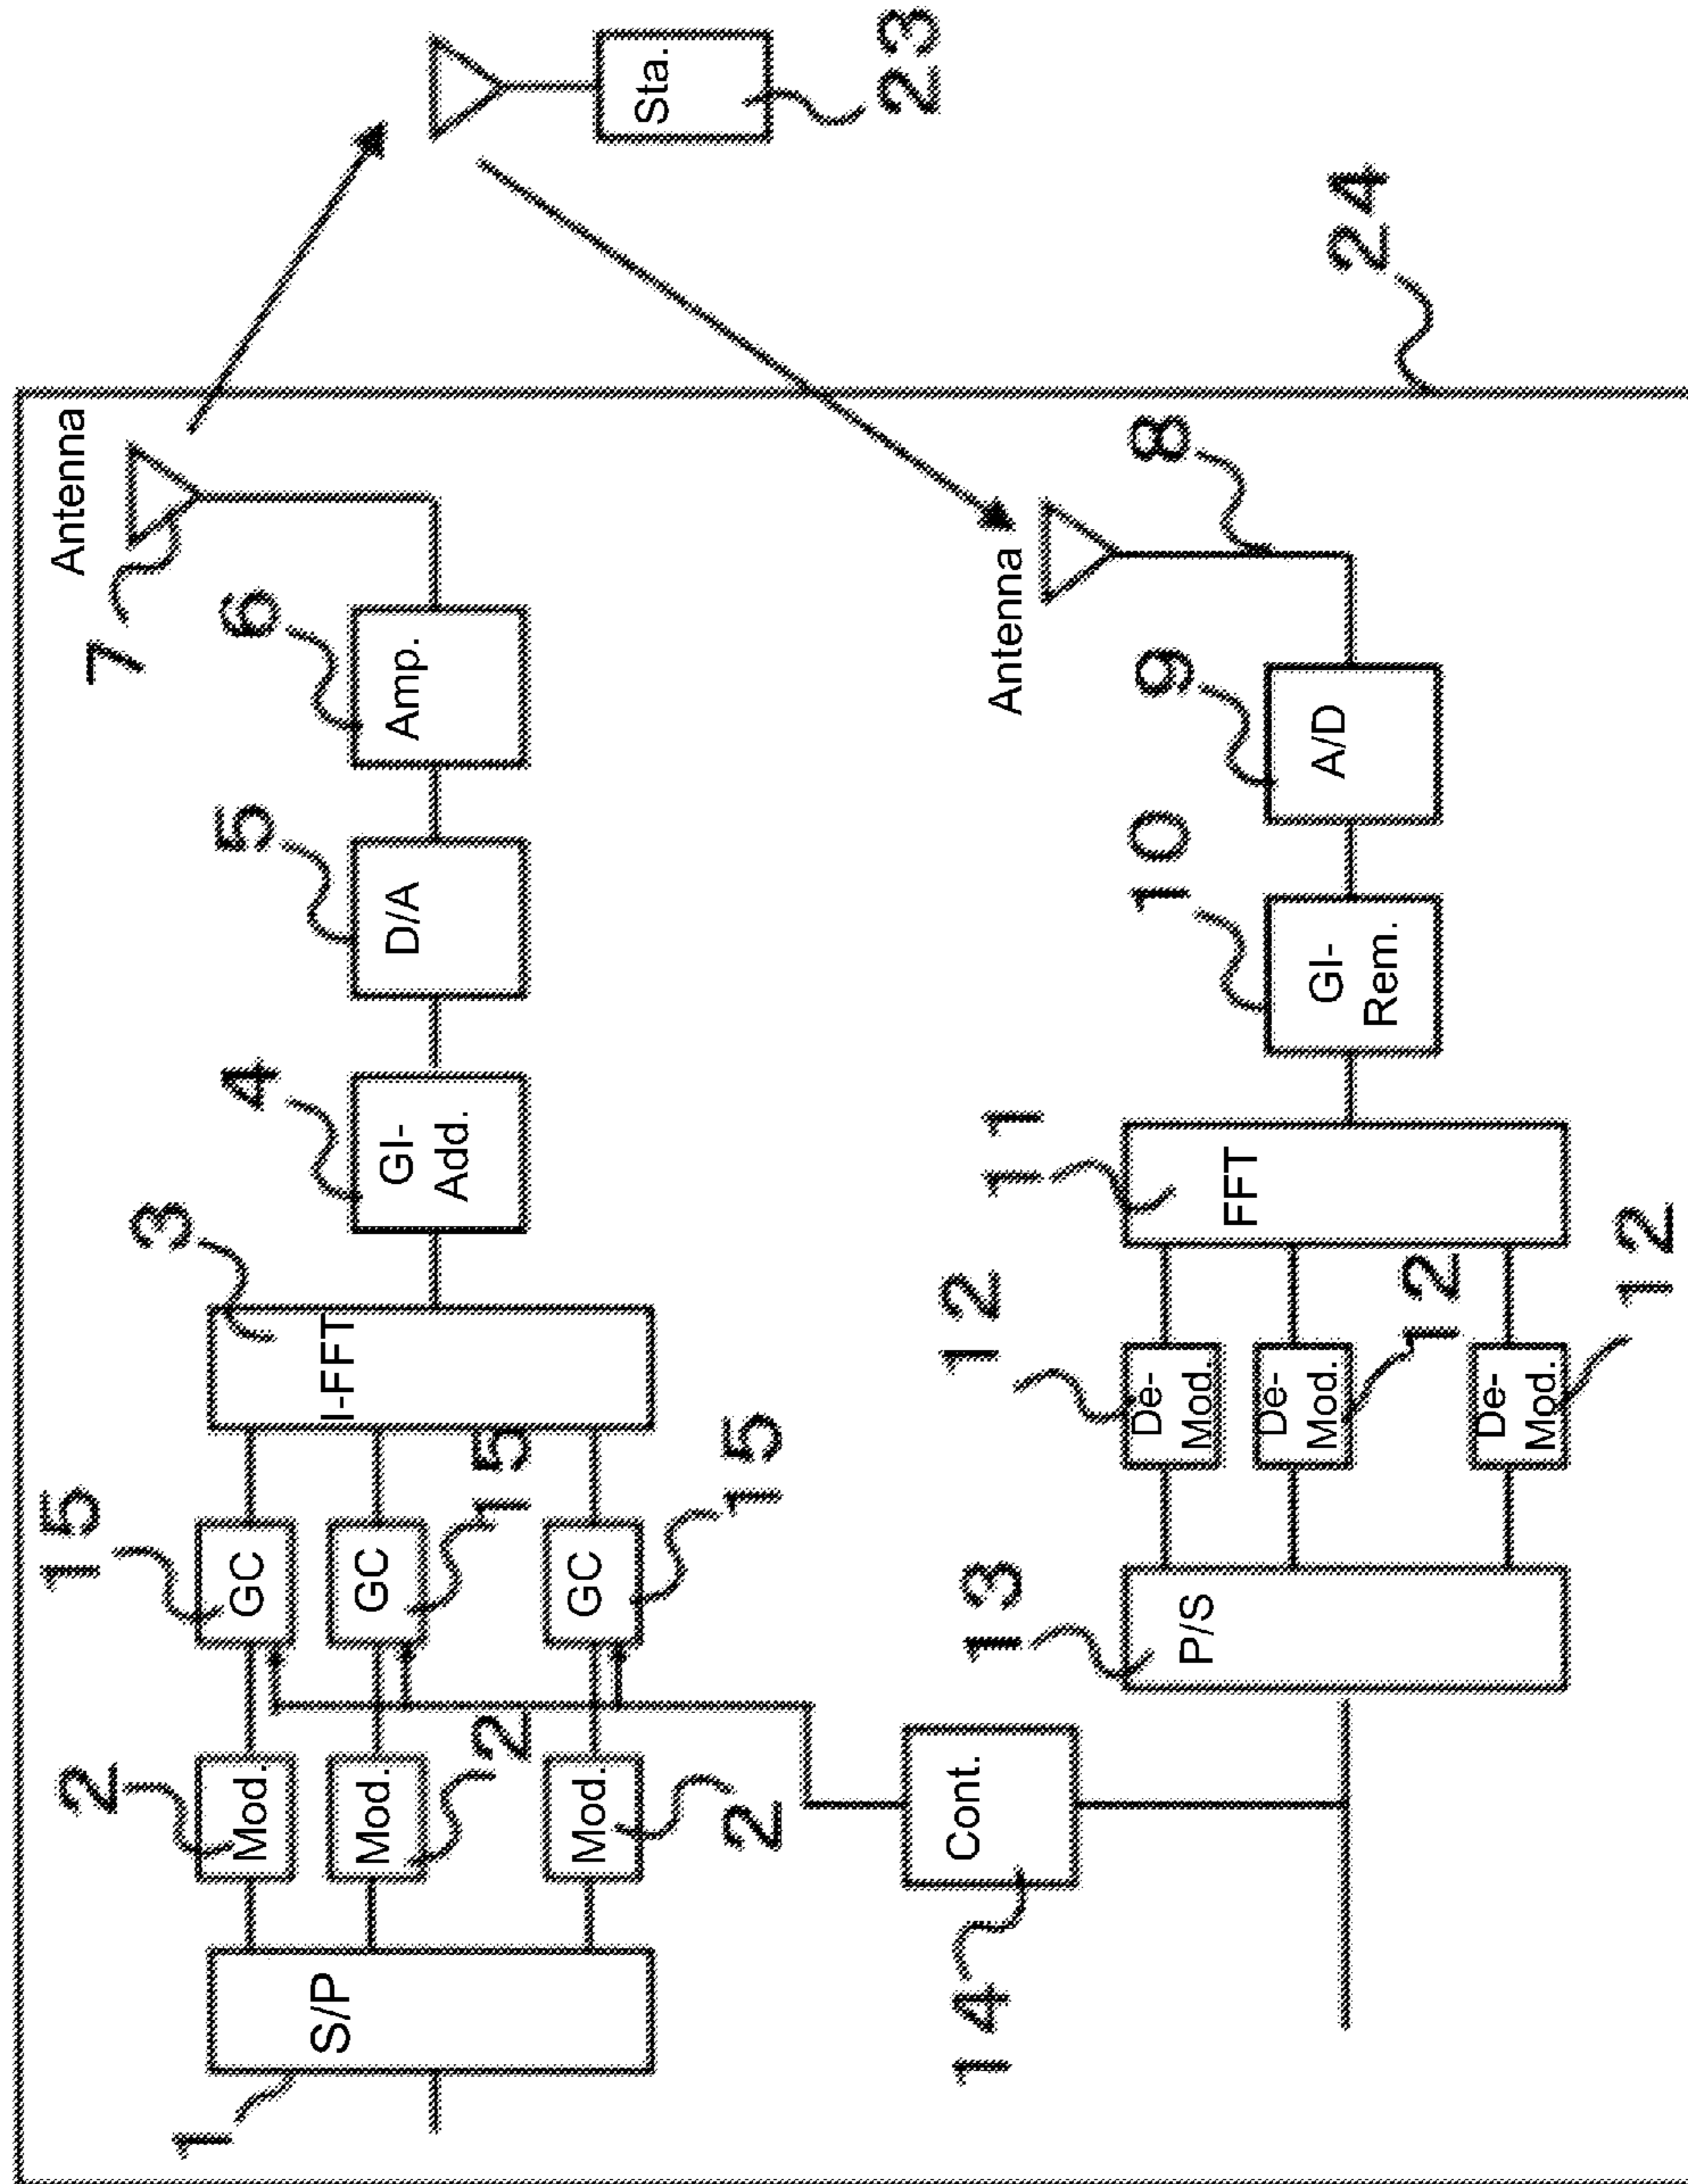 Antenna
7
6
Amp.
5
D/A
4
GI-
Add.
3
I-FFT
15
15
15
GC
GC
GC
2
2
2
Mod.
Mod.
Mod.
S/P
1
Sta.
23
24
Antenna
8
9
A/D
10
GI-
Rem.
11
FFT
12
12
12
De-
Mod.
De-
Mod.
De-
Mod.
13
P/S
Cont.
14